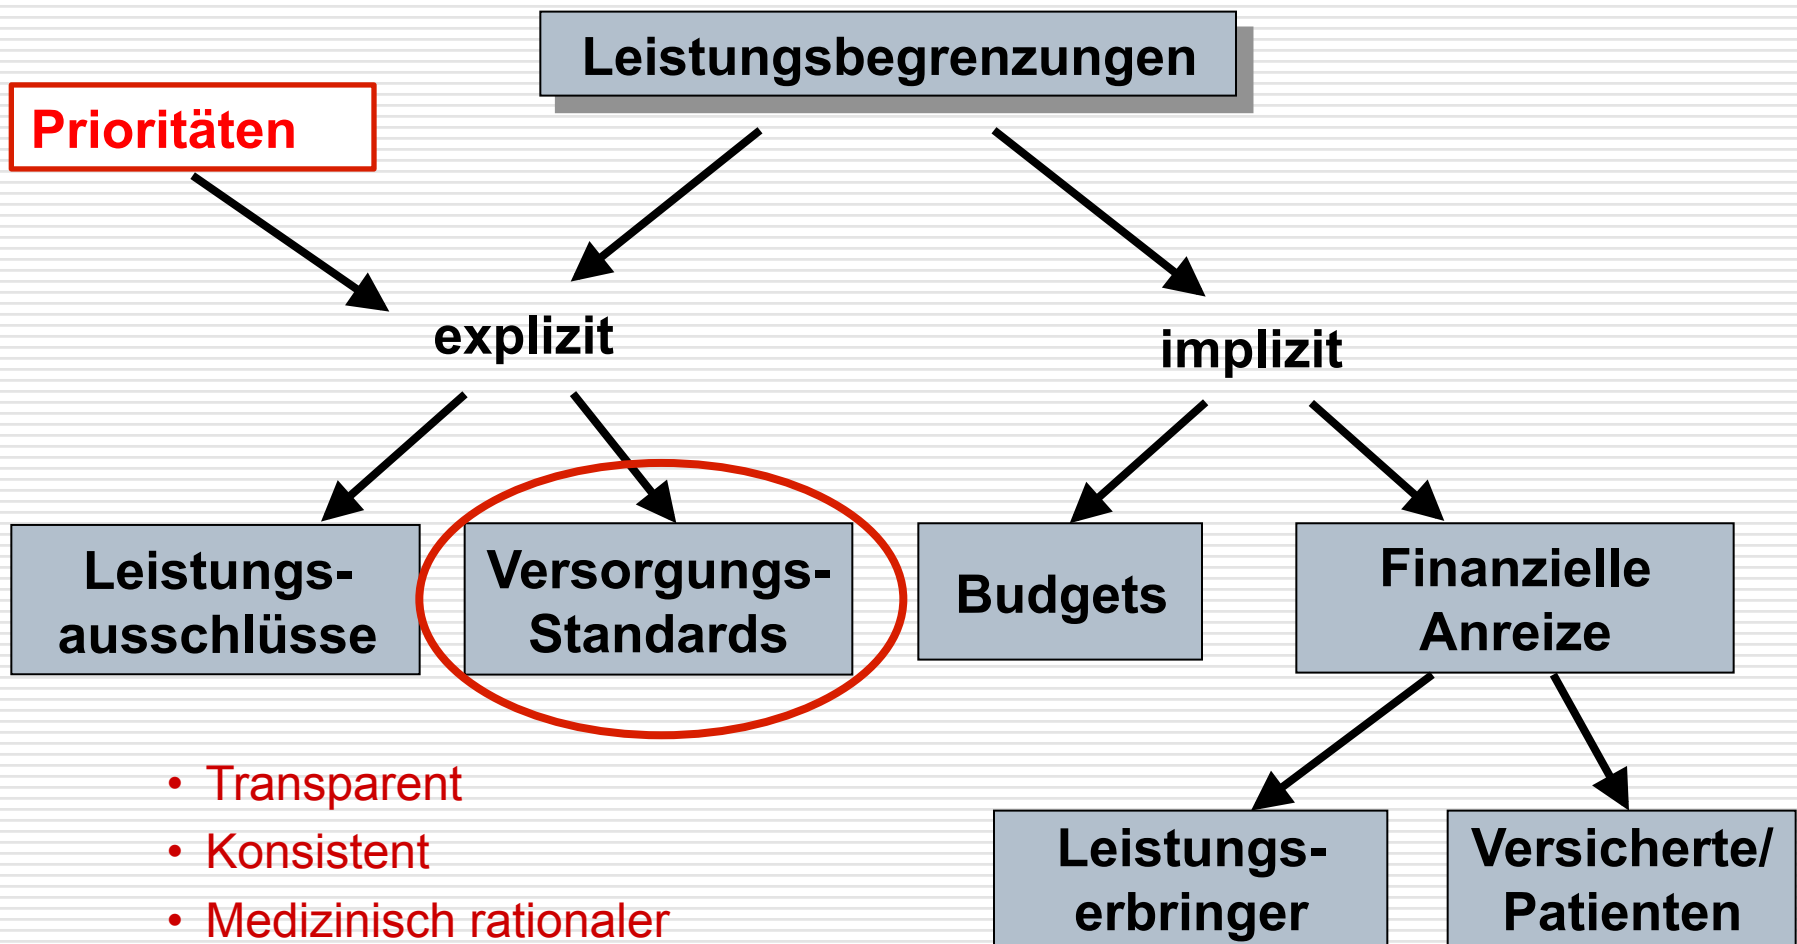 Leistungsbegrenzungen
Prioritäten
explizit
implizit
Leistungs-
ausschlüsse
Versorgungs-
Standards
Budgets
Finanzielle
Anreize
• Transparent
• Konsistent
• Medizinisch rationaler
Leistungs-
erbringer
Versicherte/
Patienten